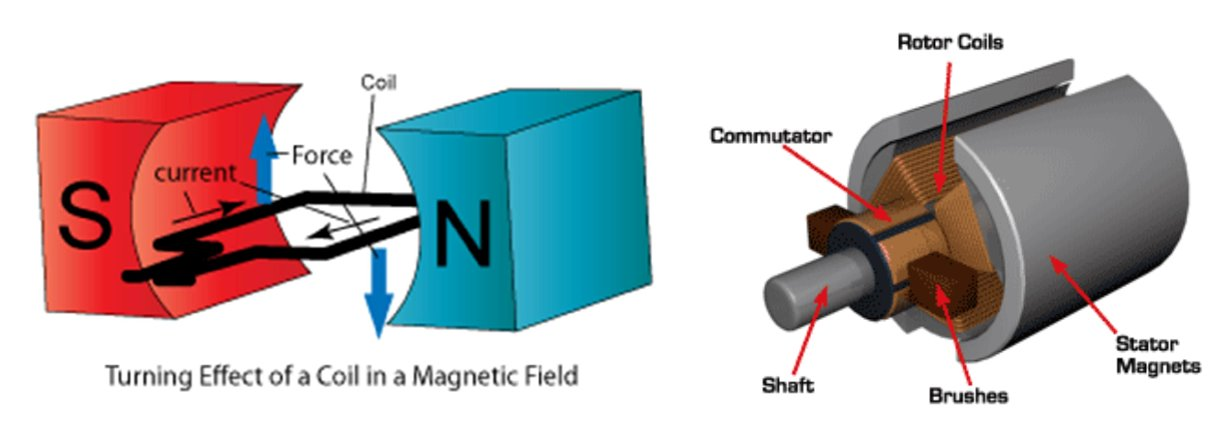 Coil
Force
current
S
N
Turning Effect of a Coil in a Magnetic Field
Rotor Coils
Commutator
Stator
Magnets
Shaft
Brushes